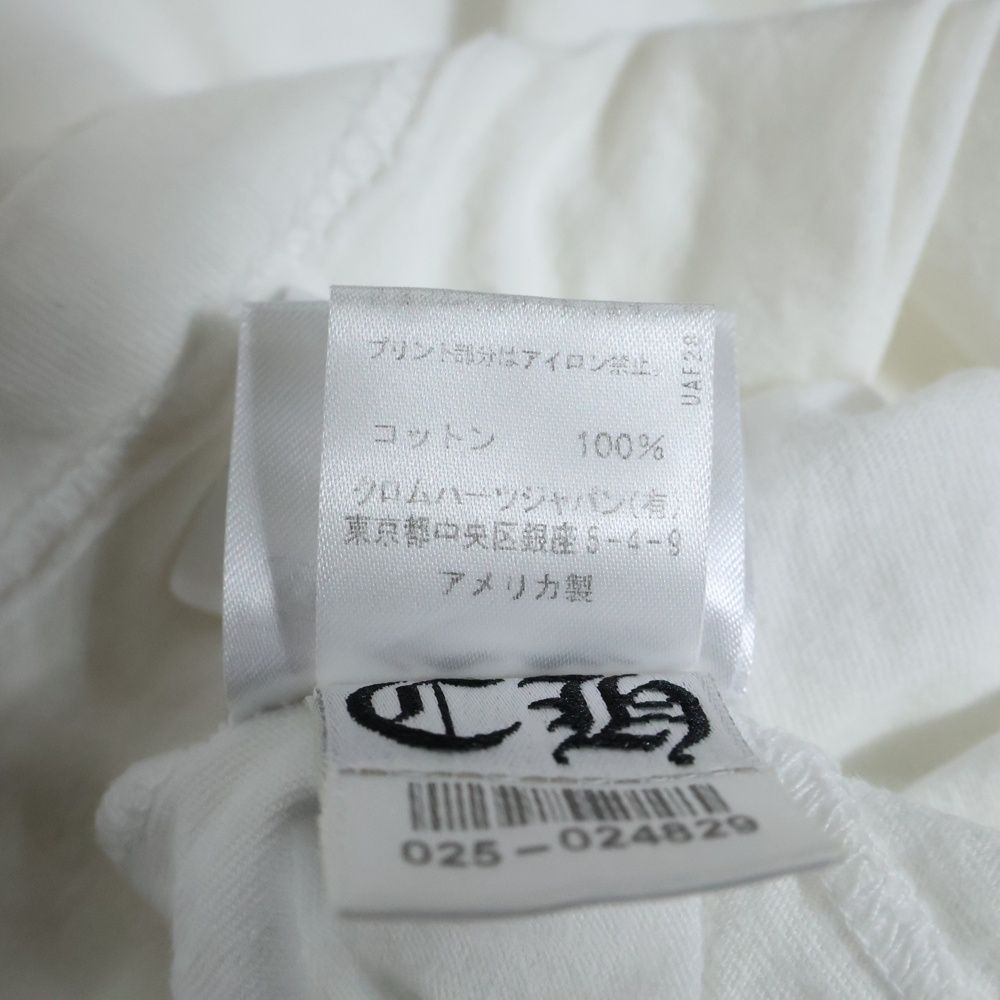 プリント部分はアイロン禁止。
UAF28
コットン 100%
クロムハーツジャパン(有)
東京都中央区銀座6-4-9
アメリカ製
CH
025-024829